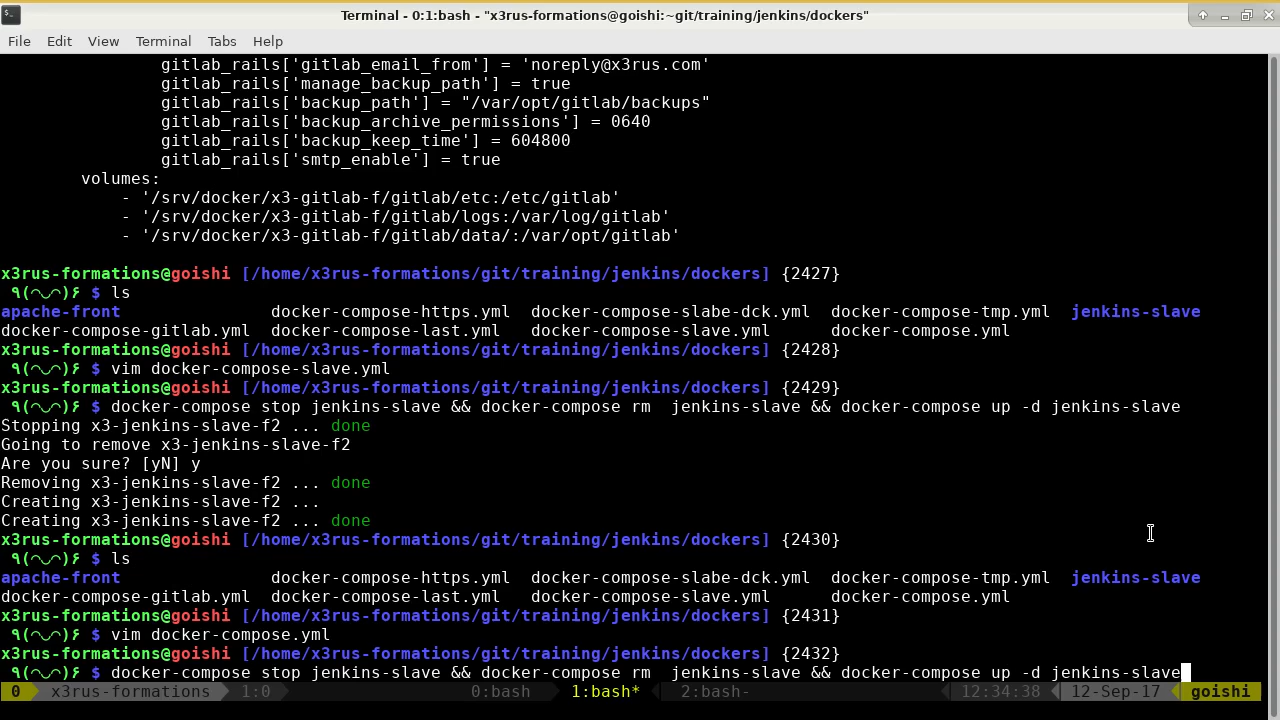 Terminal - 0:1:bash - "x3rus-formations@goishi:~git/training/jenkins/dockers"
File Edit View Terminal Tabs Help
gitlab_rails['gitlab_email_from'] = 'noreply@x3rus.com'
gitlab_rails['manage_backup_path'] = true
gitlab_rails['backup_path'] = "/var/opt/gitlab/backups"
gitlab_rails['backup_archive_permissions'] = 0640
gitlab_rails['backup_keep_time'] = 604800
gitlab_rails['smtp_enable'] = true
volumes:
- '/srv/docker/x3-gitlab-f/gitlab/etc:/etc/gitlab'
- '/srv/docker/x3-gitlab-f/gitlab/logs:/var/log/gitlab'
- '/srv/docker/x3-gitlab-f/gitlab/data/:/var/opt/gitlab'
x3rus-formations@goishi [/home/x3rus-formations/git/training/jenkins/dockers] {2427}
٩(◠‿◠)۶ $ ls
apache-front docker-compose-https.yml docker-compose-slabe-dck.yml docker-compose-tmp.yml jenkins-slave
docker-compose-gitlab.yml docker-compose-last.yml docker-compose-slave.yml docker-compose.yml
x3rus-formations@goishi [/home/x3rus-formations/git/training/jenkins/dockers] {2428}
٩(◠‿◠)۶ $ vim docker-compose-slave.yml
x3rus-formations@goishi [/home/x3rus-formations/git/training/jenkins/dockers] {2429}
٩(◠‿◠)۶ $ docker-compose stop jenkins-slave && docker-compose rm  jenkins-slave && docker-compose up -d jenkins-slave
Stopping x3-jenkins-slave-f2 ... done
Going to remove x3-jenkins-slave-f2
Are you sure? [yN] y
Removing x3-jenkins-slave-f2 ... done
Creating x3-jenkins-slave-f2 ...
Creating x3-jenkins-slave-f2 ... done
x3rus-formations@goishi [/home/x3rus-formations/git/training/jenkins/dockers] {2430}
٩(◠‿◠)۶ $ ls
apache-front docker-compose-https.yml docker-compose-slabe-dck.yml docker-compose-tmp.yml jenkins-slave
docker-compose-gitlab.yml docker-compose-last.yml docker-compose-slave.yml docker-compose.yml
x3rus-formations@goishi [/home/x3rus-formations/git/training/jenkins/dockers] {2431}
٩(◠‿◠)۶ $ vim docker-compose.yml
x3rus-formations@goishi [/home/x3rus-formations/git/training/jenkins/dockers] {2432}
٩(◠‿◠)۶ $ docker-compose stop jenkins-slave && docker-compose rm  jenkins-slave && docker-compose up -d jenkins-slave
0 x3rus-formations 1:0 0:bash 1:bash* 2:bash- 12:34:38 12-Sep-17 goishi